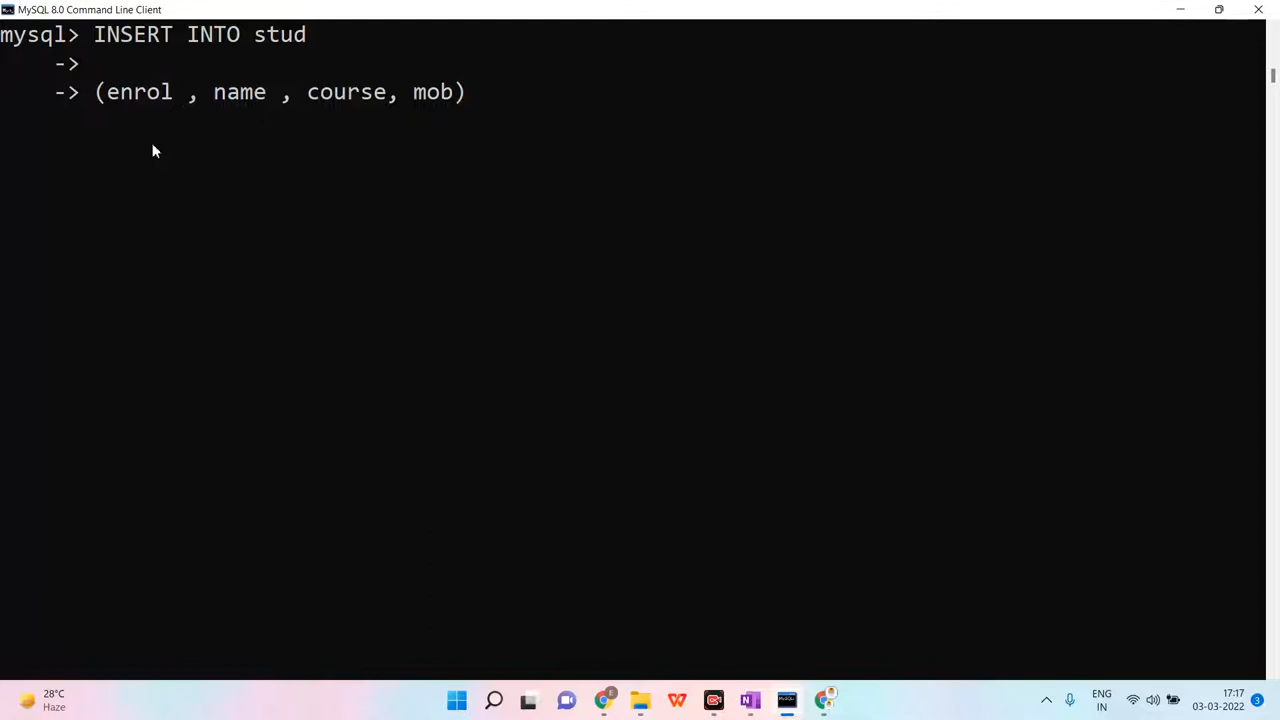 MySQL 8.0 Command Line Client
mysql> INSERT INTO stud
->
-> (enrol , name , course, mob)
28°C
Haze
ENG
IN
17:17
03-03-2022
3